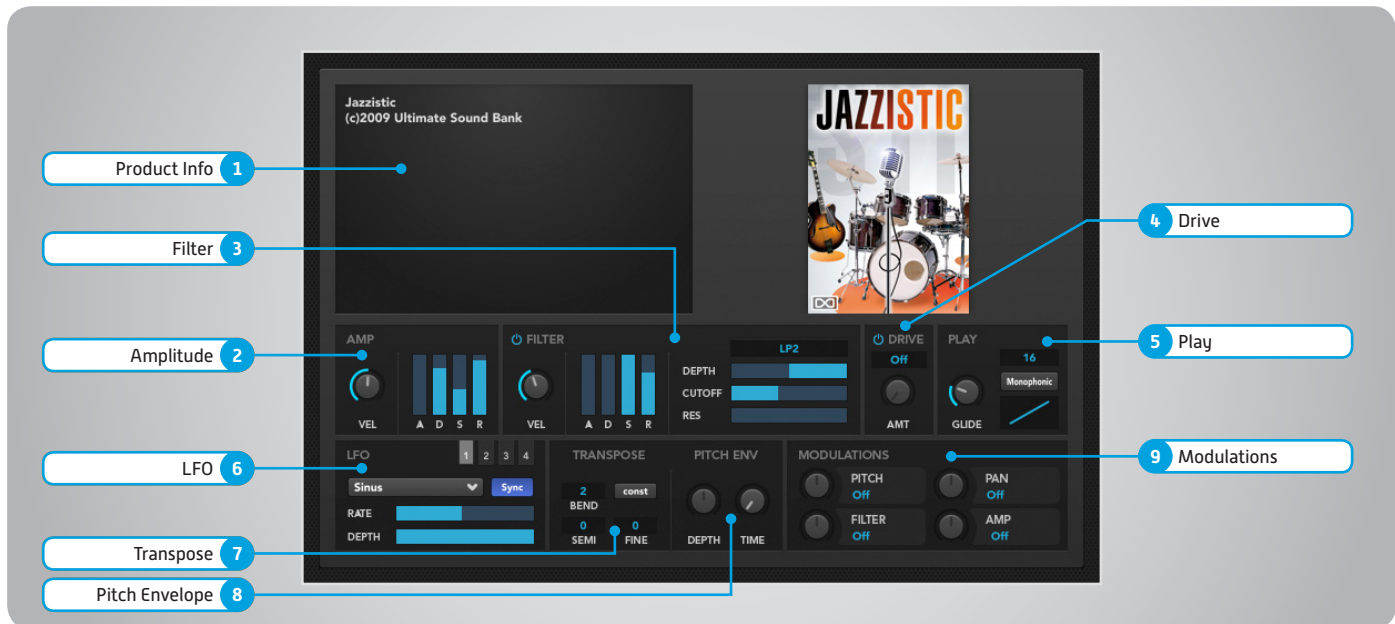 Jazzistic
(c)2009 Ultimate Sound Bank
JAZZISTIC
Product Info 1
Filter 3
Amplitude 2
LFO 6
Transpose 7
Pitch Envelope 8
4 Drive
5 Play
9 Modulations
AMP
VEL
A D S R
FILTER
VEL
A D S R
LP2
DEPTH
CUTOFF
RES
DRIVE
Off
AMT
PLAY
16
Monophonic
GLIDE
LFO
1 2 3 4
Sinus
Sync
RATE
DEPTH
TRANSPOSE
2
const
BEND
0 0
SEMI FINE
PITCH ENV
DEPTH TIME
MODULATIONS
PITCH
Off
PAN
Off
FILTER
Off
AMP
Off